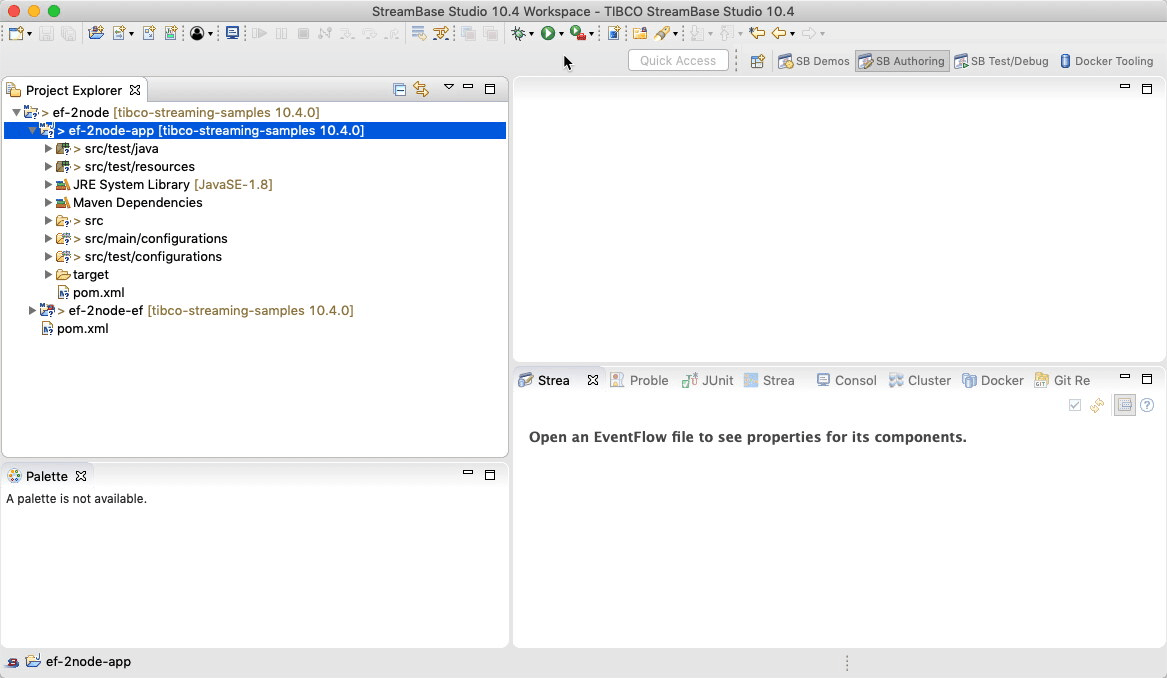 StreamBase Studio 10.4 Workspace - TIBCO StreamBase Studio 10.4
Quick Access
SB Demos
SB Authoring
SB Test/Debug
Docker Tooling
Project Explorer
> ef-2node [tibco-streaming-samples 10.4.0]
> ef-2node-app [tibco-streaming-samples 10.4.0]
> src/test/java
> src/test/resources
JRE System Library [JavaSE-1.8]
Maven Dependencies
> src
> src/main/configurations
> src/test/configurations
target
pom.xml
> ef-2node-ef [tibco-streaming-samples 10.4.0]
pom.xml
Strea
Proble
JUnit
Strea
Consol
Cluster
Docker
Git Re
Open an EventFlow file to see properties for its components.
Palette
A palette is not available.
ef-2node-app